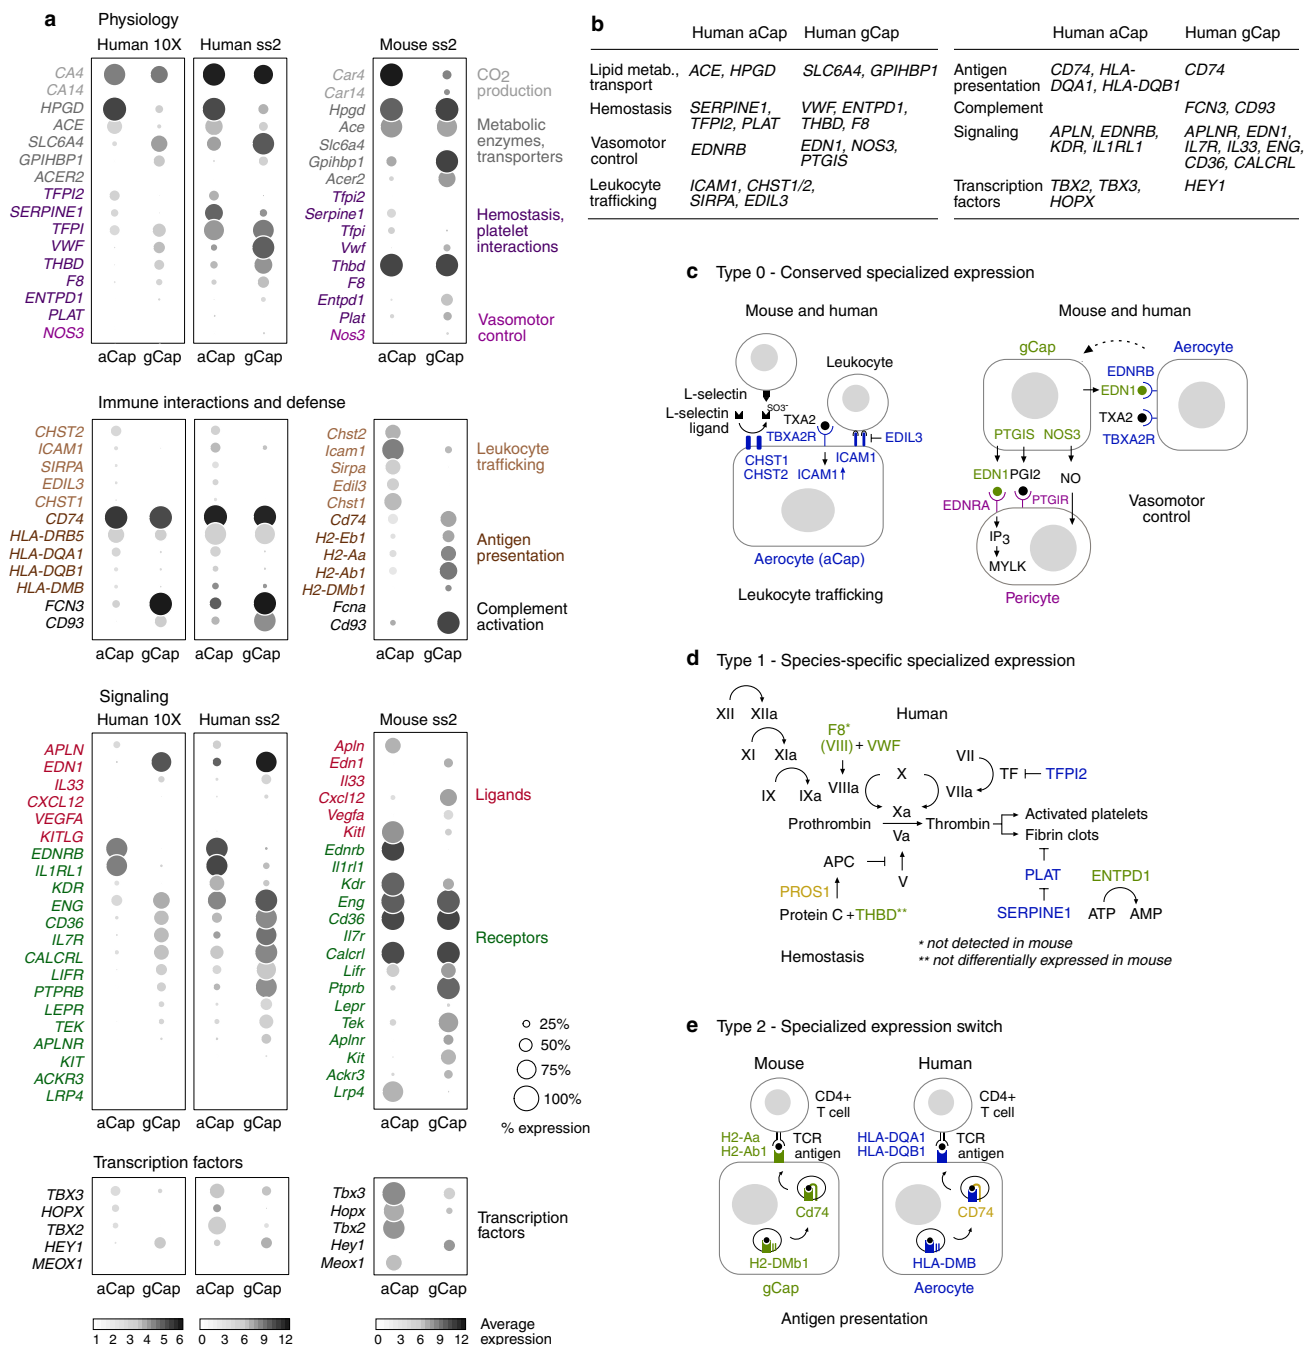 a
Physiology
Human 10X
Human ss2
Mouse ss2
CA4
CA14
HPGD
ACE
SLC6A4
GPIHBP1
ACER2
TFPI2
SERPINE1
TFPI
VWF
THBD
F8
ENTPD1
PLAT
NOS3
Car4
Car14
Hpgd
Ace
Slc6a4
Gpihbp1
Acer2
Tfpi2
Serpine1
Tfpi
Vwf
Thbd
F8
Entpd1
Plat
Nos3
CO2
production
Metabolic
enzymes,
transporters
Hemostasis,
platelet
interactions
Vasomotor
control
aCap gCap
aCap gCap
aCap gCap
Immune interactions and defense
CHST2
ICAM1
SIRPA
EDIL3
CHST1
CD74
HLA-DRB5
HLA-DQA1
HLA-DQB1
HLA-DMB
FCN3
CD93
Chst2
Icam1
Sirpa
Edil3
Chst1
Cd74
H2-Eb1
H2-Aa
H2-Ab1
H2-DMb1
Fcna
Cd93
Leukocyte
trafficking
Antigen
presentation
Complement
activation
aCap gCap
aCap gCap
aCap gCap
Signaling
Human 10X
Human ss2
Mouse ss2
APLN
EDN1
IL33
CXCL12
VEGFA
KITLG
EDNRB
IL1RL1
KDR
ENG
CD36
IL7R
CALCRL
LIFR
PTPRB
LEPR
TEK
APLNR
KIT
ACKR3
LRP4
Apln
Edn1
Il33
Cxcl12
Vegfa
Kitl
Ednrb
Il1rl1
Kdr
Eng
Cd36
Il7r
Calcrl
Lifr
Ptprb
Lepr
Tek
Aplnr
Kit
Ackr3
Lrp4
Ligands
Receptors
25%
50%
75%
100%
% expression
aCap gCap
aCap gCap
aCap gCap
Transcription factors
TBX3
HOPX
TBX2
HEY1
MEOX1
Tbx3
Hopx
Tbx2
Hey1
Meox1
Transcription
factors
aCap gCap
aCap gCap
aCap gCap
1 2 3 4 5 6
0 3 6 9 12
0 3 6 9 12
Average
expression
b
Human aCap
Human gCap
Lipid metab.,
transport
ACE, HPGD
SLC6A4, GPIHBP1
Hemostasis
SERPINE1,
TFPI2, PLAT
VWF, ENTPD1,
THBD, F8
Vasomotor
control
EDNRB
EDN1, NOS3,
PTGIS
Leukocyte
trafficking
ICAM1, CHST1/2,
SIRPA, EDIL3
Human aCap
Human gCap
Antigen
presentation
CD74, HLA-
DQA1, HLA-DQB1
CD74
Complement
FCN3, CD93
Signaling
APLN, EDNRB,
KDR, IL1RL1
APLNR, EDN1,
IL7R, IL33, ENG,
CD36, CALCRL
Transcription
factors
TBX2, TBX3,
HOPX
HEY1
c
Type 0 - Conserved specialized expression
Mouse and human
L-selectin
L-selectin
ligand
SO3-
Leukocyte
TXA2
TBXA2R
EDIL3
CHST1
CHST2
ICAM1
ICAM1
Aerocyte (aCap)
Leukocyte trafficking
Mouse and human
gCap
Aerocyte
EDNRB
EDN1
TXA2
TBXA2R
PTGIS
NOS3
EDN1
PGI2
NO
EDNRA
PTGIR
Vasomotor
control
IP3
MYLK
Pericyte
d
Type 1 - Species-specific specialized expression
Human
XII
XIIa
XI
XIa
IX
IXa
F8*
(VIII) + VWF
VIIIa
X
Xa
VII
VIIa
TF
TFPI2
Prothrombin
Va
Thrombin
Activated platelets
Fibrin clots
APC
V
PROS1
Protein C + THBD**
PLAT
SERPINE1
ENTPD1
ATP
AMP
Hemostasis
* not detected in mouse
** not differentially expressed in mouse
e
Type 2 - Specialized expression switch
Mouse
CD4+
T cell
H2-Aa
H2-Ab1
TCR
antigen
Cd74
H2-DMb1
gCap
Human
CD4+
T cell
HLA-DQA1
HLA-DQB1
TCR
antigen
CD74
HLA-DMB
Aerocyte
Antigen presentation